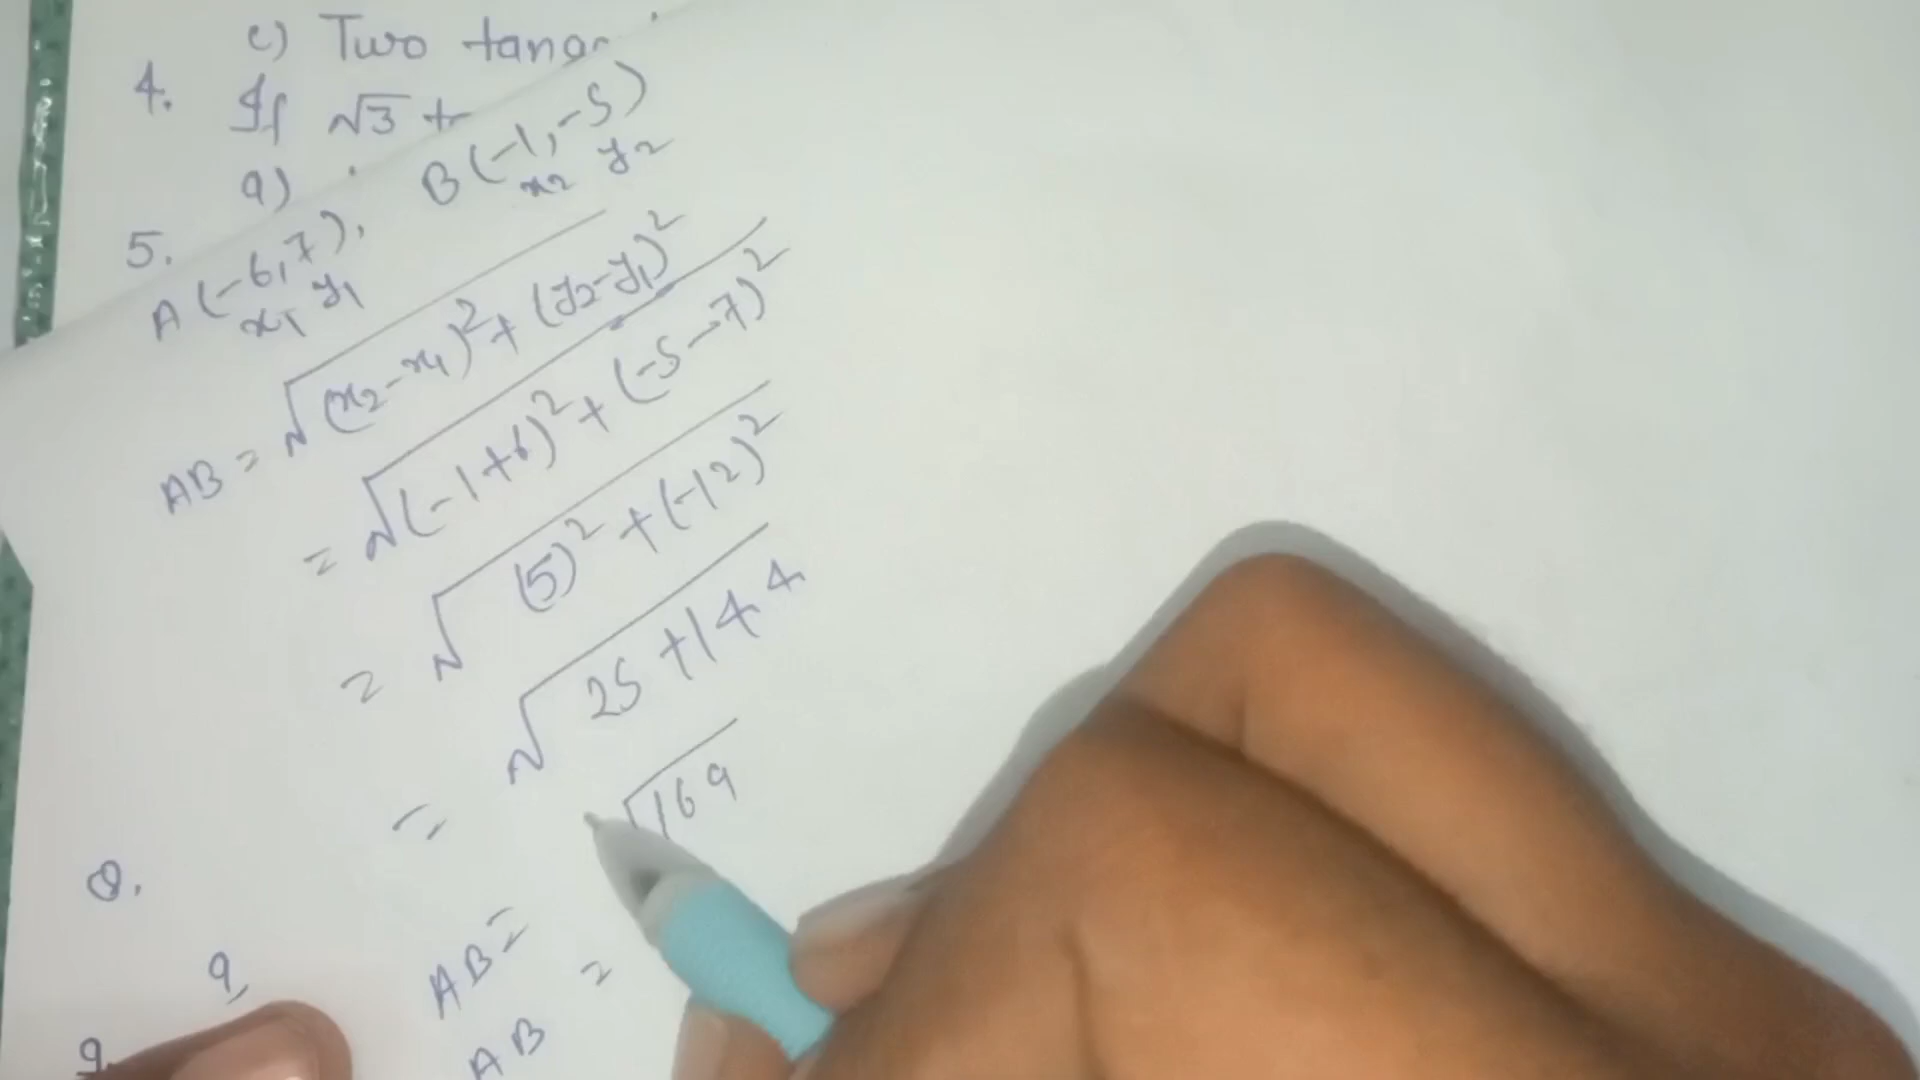 c) Two tang
4. If √3 t
a)
5.
A(-6,7), B(-1,-5)
x1 y1 x2 y2
AB = √(x2-x1)²+(y2-y1)²
= √(-1+6)²+(-5-7)²
= √(5)²+(-12)²
= √25+144
AB = √169
AB =
Q.
9
9.